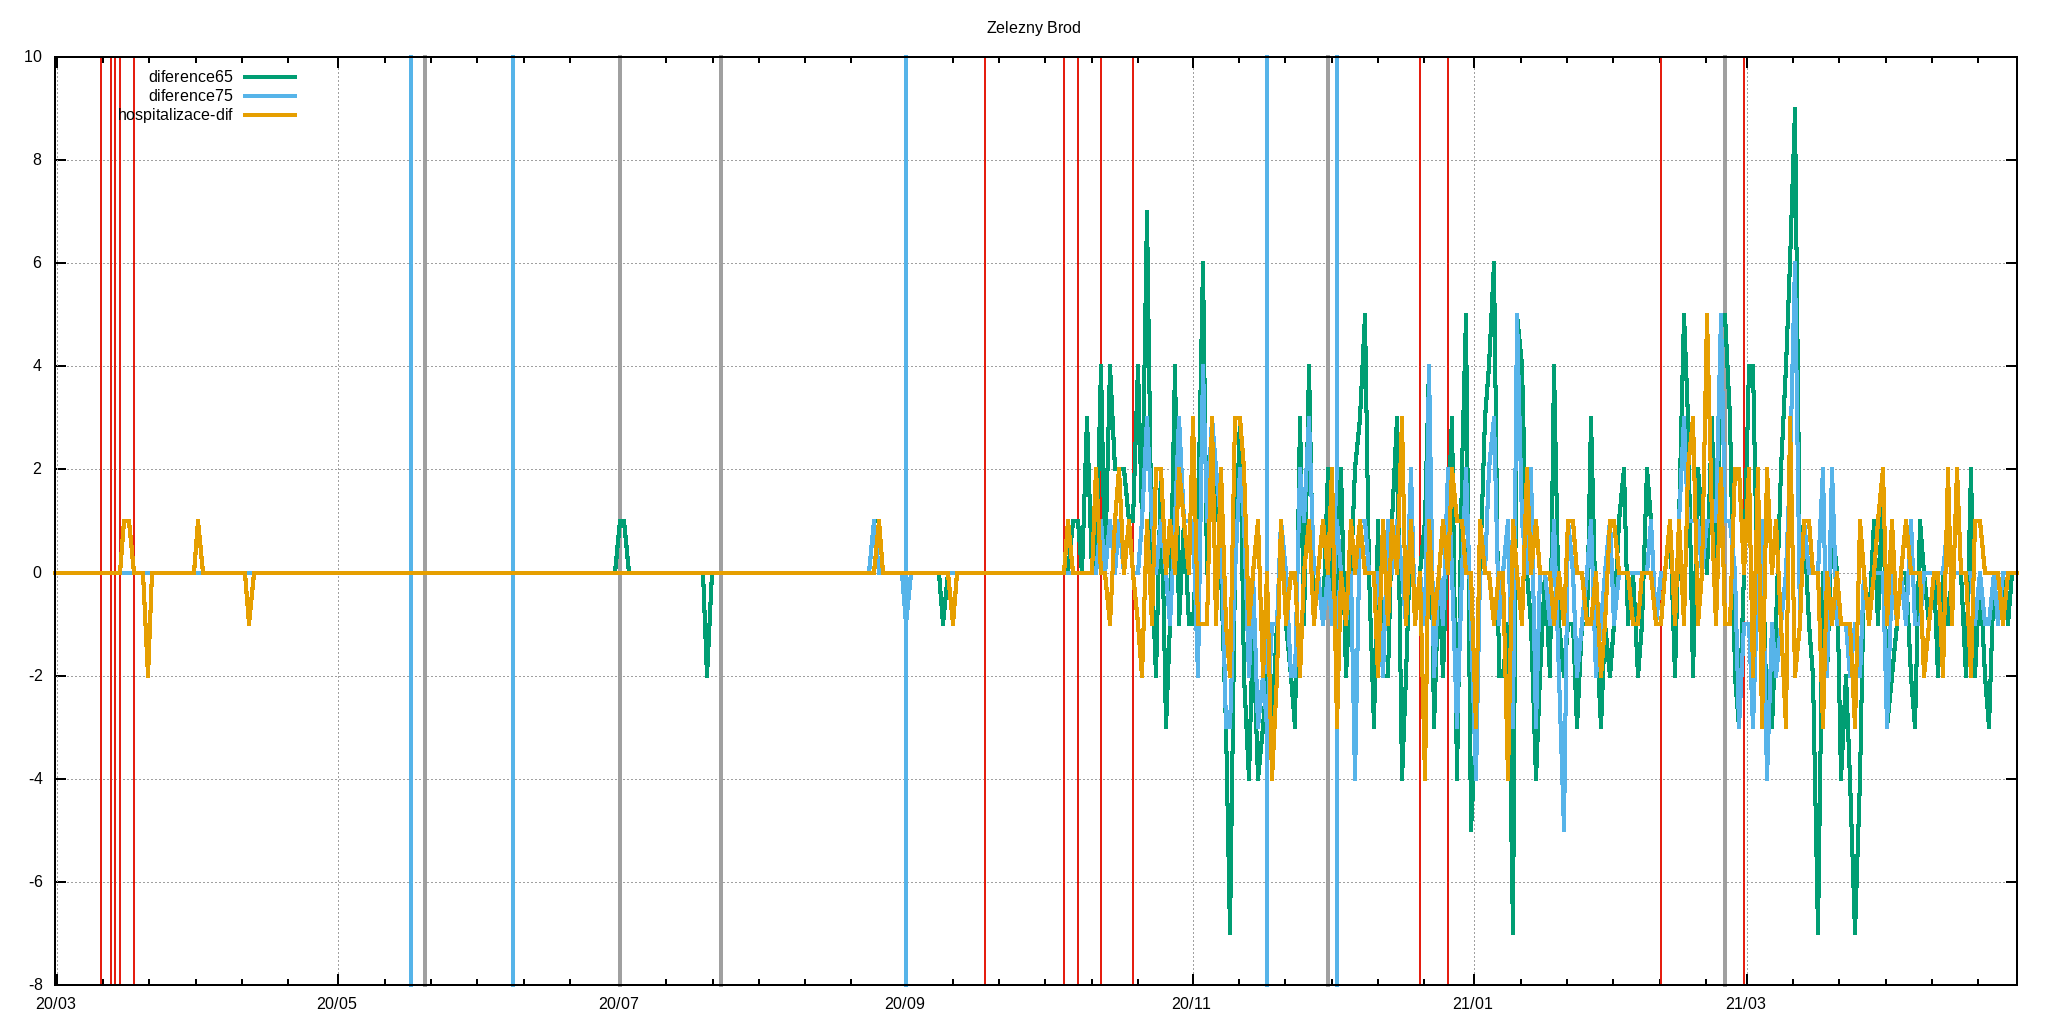 Zelezny Brod
10
diference65
diference75
hospitalizace-dif
8
6
4
2
0
-2
-4
-6
-8
20/03 20/05 20/07 20/09 20/11 21/01 21/03